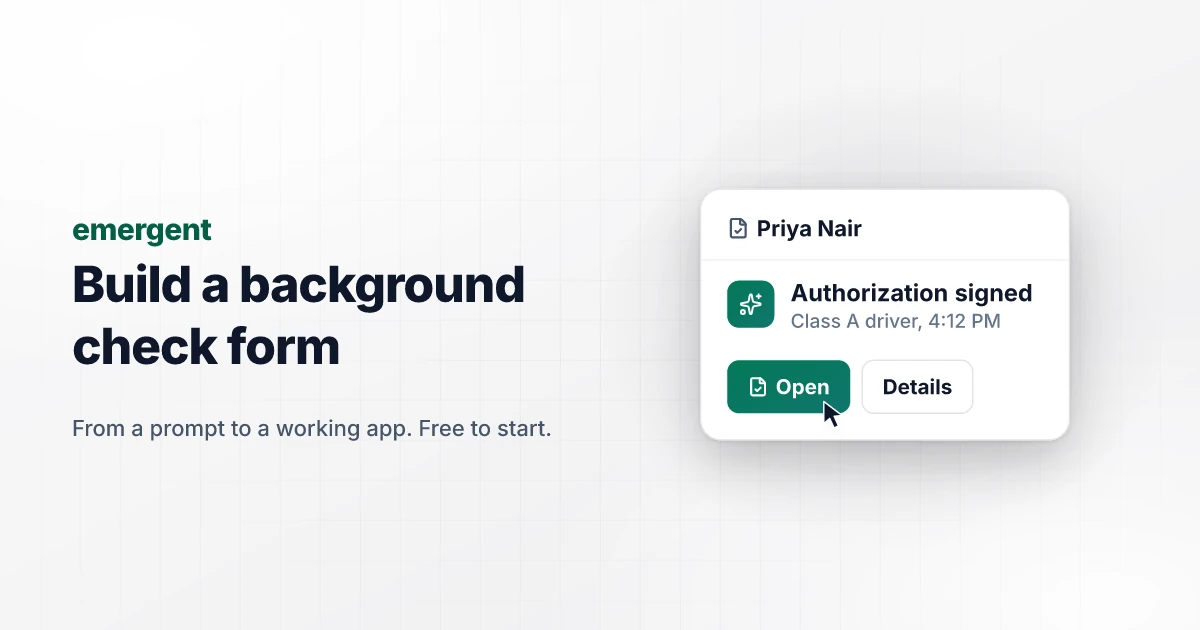 emergent
Build a background
check form
From a prompt to a working app. Free to start.
Priya Nair
Authorization signed
Class A driver, 4:12 PM
Open
Details